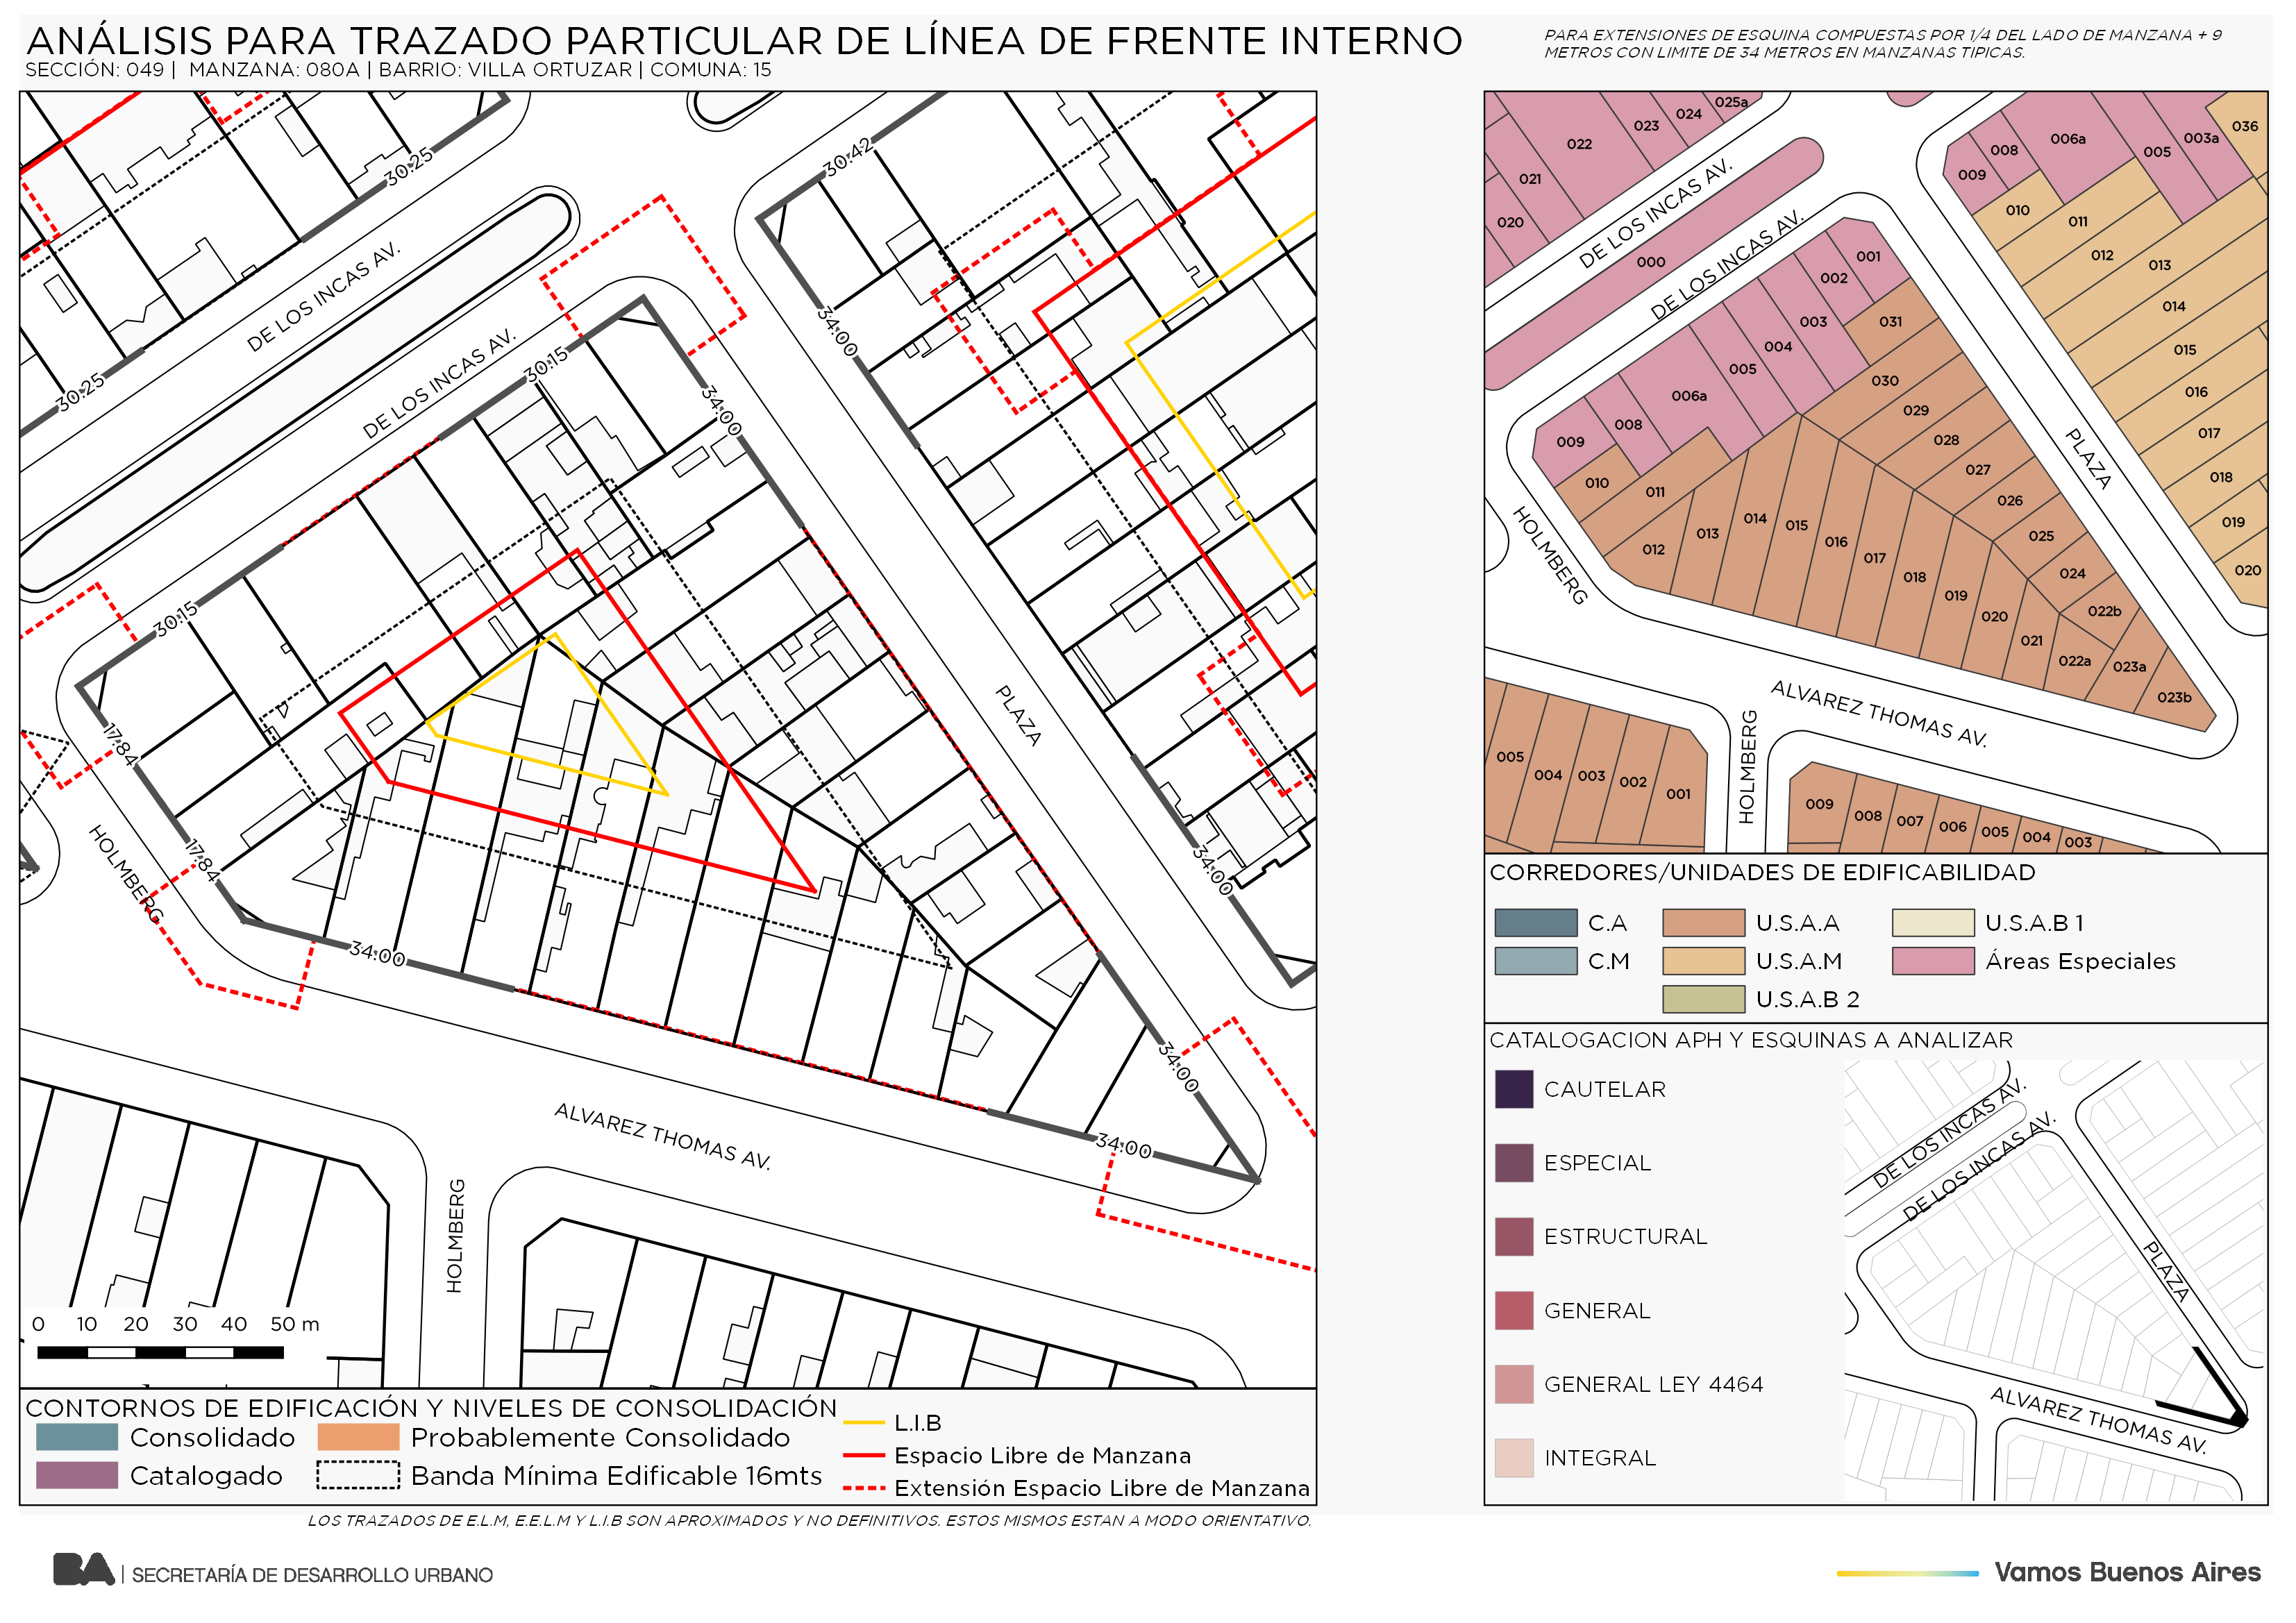 ANÁLISIS PARA TRAZADO PARTICULAR DE LÍNEA DE FRENTE INTERNO
SECCIÓN: 049 | MANZANA: 080A | BARRIO: VILLA ORTUZAR | COMUNA: 15
PARA EXTENSIONES DE ESQUINA COMPUESTAS POR 1/4 DEL LADO DE MANZANA + 9
METROS CON LIMITE DE 34 METROS EN MANZANAS TIPICAS.
30.25
30.42
DE LOS INCAS AV.
30.25
34.00
DE LOS INCAS AV.
30.15
34.00
30.15
PLAZA
17.84
17.84
HOLMBERG
34.00
34.00
34.00
34.00
ALVAREZ THOMAS AV.
HOLMBERG
0 10 20 30 40 50 m
CONTORNOS DE EDIFICACIÓN Y NIVELES DE CONSOLIDACIÓN
Consolidado
Probablemente Consolidado
Catalogado
Banda Mínima Edificable 16mts
L.I.B
Espacio Libre de Manzana
Extensión Espacio Libre de Manzana
LOS TRAZADOS DE E.L.M, E.E.L.M Y L.I.B SON APROXIMADOS Y NO DEFINITIVOS. ESTOS MISMOS ESTAN A MODO ORIENTATIVO.
025a
024
023
022
021
020
DE LOS INCAS AV.
000
DE LOS INCAS AV.
036
003a
005
006a
008
009
010
011
012
013
014
015
016
017
018
019
020
001
002
003
004
005
006a
008
009
010
011
012
013
014
015
016
017
018
019
020
021
022a
023a
023b
022b
024
025
026
027
028
029
030
031
PLAZA
HOLMBERG
ALVAREZ THOMAS AV.
HOLMBERG
005
004
003
002
001
009
008
007
006
005
004
003
CORREDORES/UNIDADES DE EDIFICABILIDAD
C.A
U.S.A.A
U.S.A.B 1
C.M
U.S.A.M
Áreas Especiales
U.S.A.B 2
CATALOGACION APH Y ESQUINAS A ANALIZAR
CAUTELAR
ESPECIAL
ESTRUCTURAL
GENERAL
GENERAL LEY 4464
INTEGRAL
DE LOS INCAS AV.
DE LOS INCAS AV.
PLAZA
ALVAREZ THOMAS AV.
BA | SECRETARÍA DE DESARROLLO URBANO
Vamos Buenos Aires